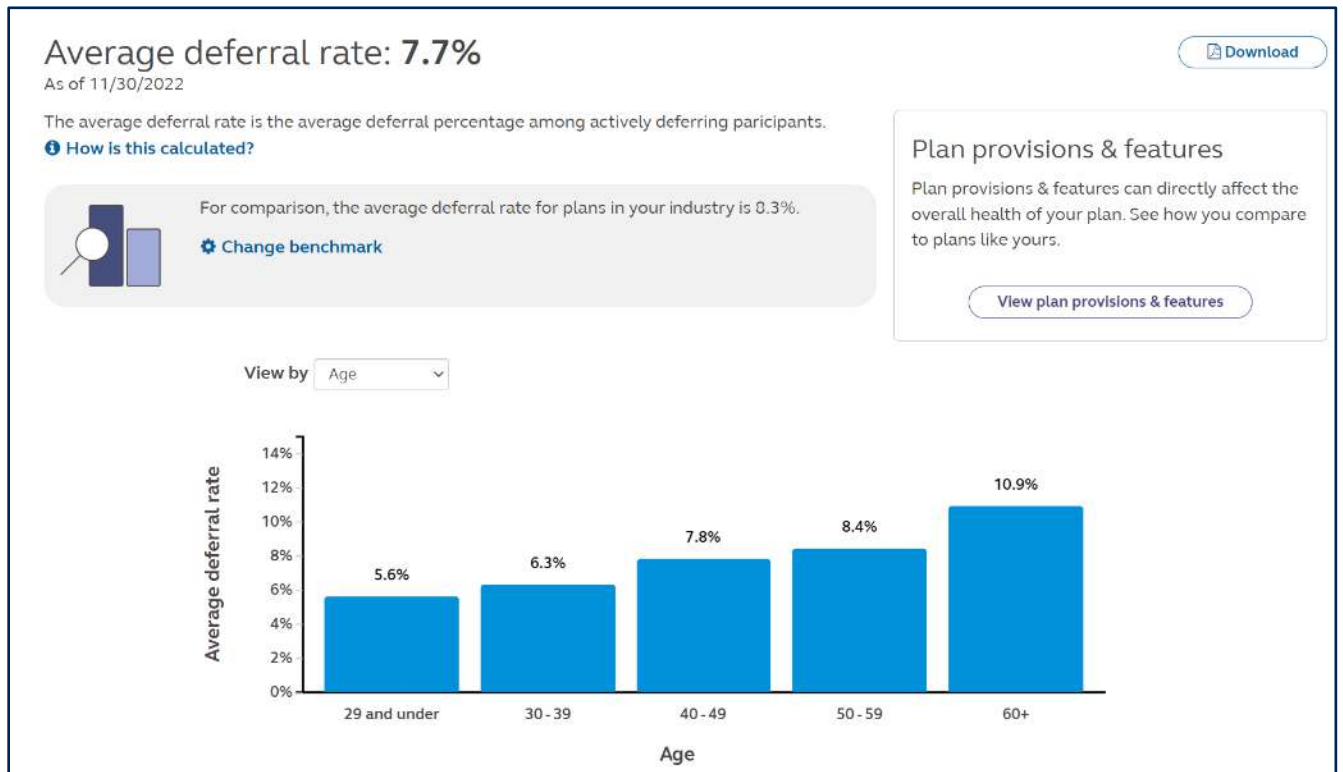 Average deferral rate: 7.7%
As of 11/30/2022
Download
The average deferral rate is the average deferral percentage among actively deferring paricipants.
How is this calculated?
For comparison, the average deferral rate for plans in your industry is 8.3%.
Change benchmark
Plan provisions & features
Plan provisions & features can directly affect the
overall health of your plan. See how you compare
to plans like yours.
View plan provisions & features
View by Age
Average deferral rate
14%
12%
10%
8%
6%
4%
2%
0%
5.6%
6.3%
7.8%
8.4%
10.9%
29 and under
30 - 39
40 - 49
50 - 59
60+
Age